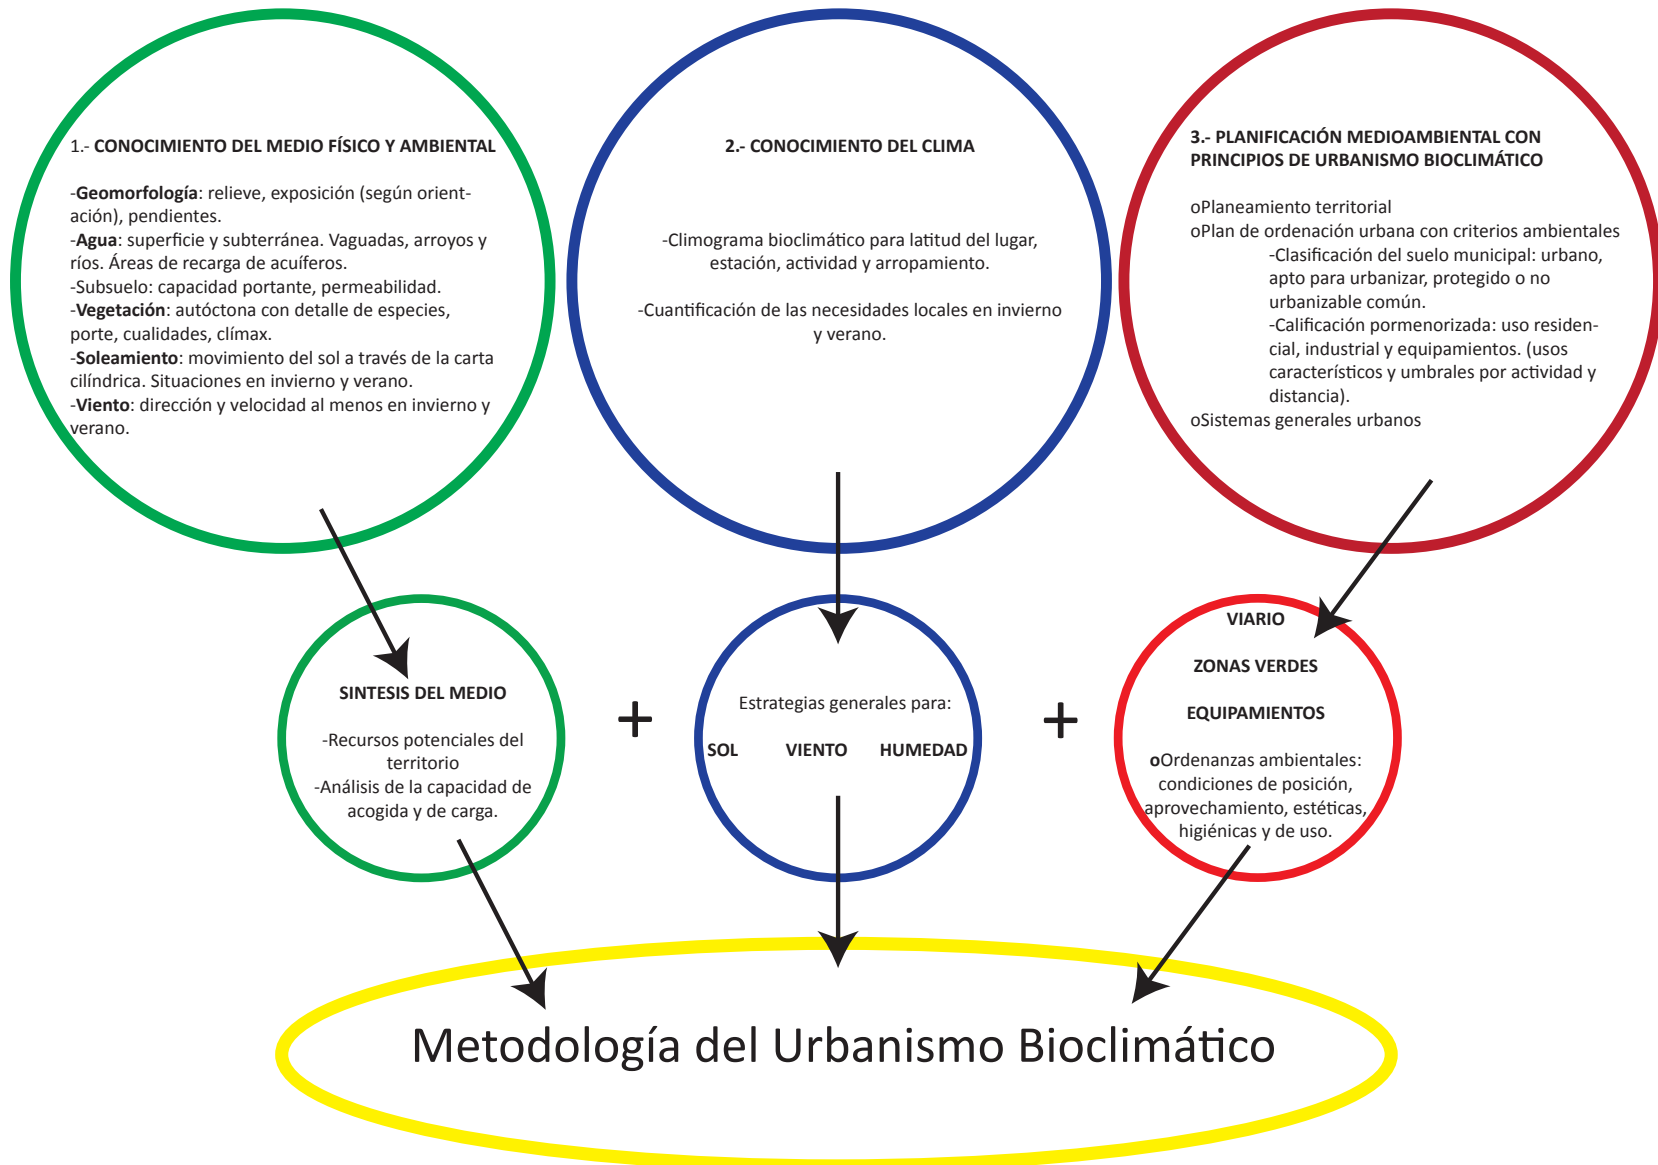 1.- CONOCIMIENTO DEL MEDIO FÍSICO Y AMBIENTAL
-Geomorfología: relieve, exposición (según orient-
ación), pendientes.
-Agua: superficie y subterránea. Vaguadas, arroyos y
ríos. Áreas de recarga de acuíferos.
-Subsuelo: capacidad portante, permeabilidad.
-Vegetación: autóctona con detalle de especies,
porte, cualidades, clímax.
-Soleamiento: movimiento del sol a través de la carta
cilíndrica. Situaciones en invierno y verano.
-Viento: dirección y velocidad al menos en invierno y
verano.
2.- CONOCIMIENTO DEL CLIMA
-Climograma bioclimático para latitud del lugar,
estación, actividad y arropamiento.
-Cuantificación de las necesidades locales en invierno
y verano.
3.- PLANIFICACIÓN MEDIOAMBIENTAL CON
PRINCIPIOS DE URBANISMO BIOCLIMÁTICO
oPlaneamiento territorial
oPlan de ordenación urbana con criterios ambientales
-Clasificación del suelo municipal: urbano,
apto para urbanizar, protegido o no
urbanizable común.
-Calificación pormenorizada: uso residen-
cial, industrial y equipamientos. (usos
característicos y umbrales por actividad y
distancia).
oSistemas generales urbanos
SINTESIS DEL MEDIO
-Recursos potenciales del
territorio
-Análisis de la capacidad de
acogida y de carga.
+
Estrategias generales para:
SOL VIENTO HUMEDAD
+
VIARIO
ZONAS VERDES
EQUIPAMIENTOS
oOrdenanzas ambientales:
condiciones de posición,
aprovechamiento, estéticas,
higiénicas y de uso.
Metodología del Urbanismo Bioclimático